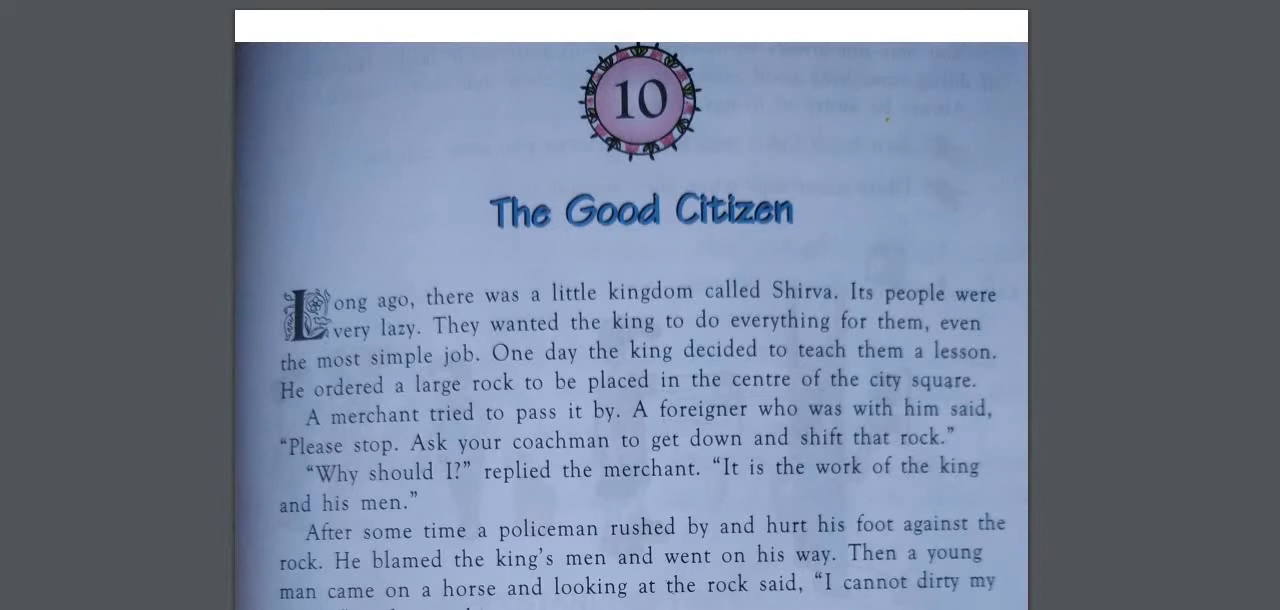 10
The Good Citizen
Long ago, there was a little kingdom called Shirva. Its people were
very lazy. They wanted the king to do everything for them, even
the most simple job. One day the king decided to teach them a lesson.
He ordered a large rock to be placed in the centre of the city square.
A merchant tried to pass it by. A foreigner who was with him said,
“Please stop. Ask your coachman to get down and shift that rock.”
“Why should I?” replied the merchant. “It is the work of the king
and his men.”
After some time a policeman rushed by and hurt his foot against the
rock. He blamed the king’s men and went on his way. Then a young
man came on a horse and looking at the rock said, “I cannot dirty my